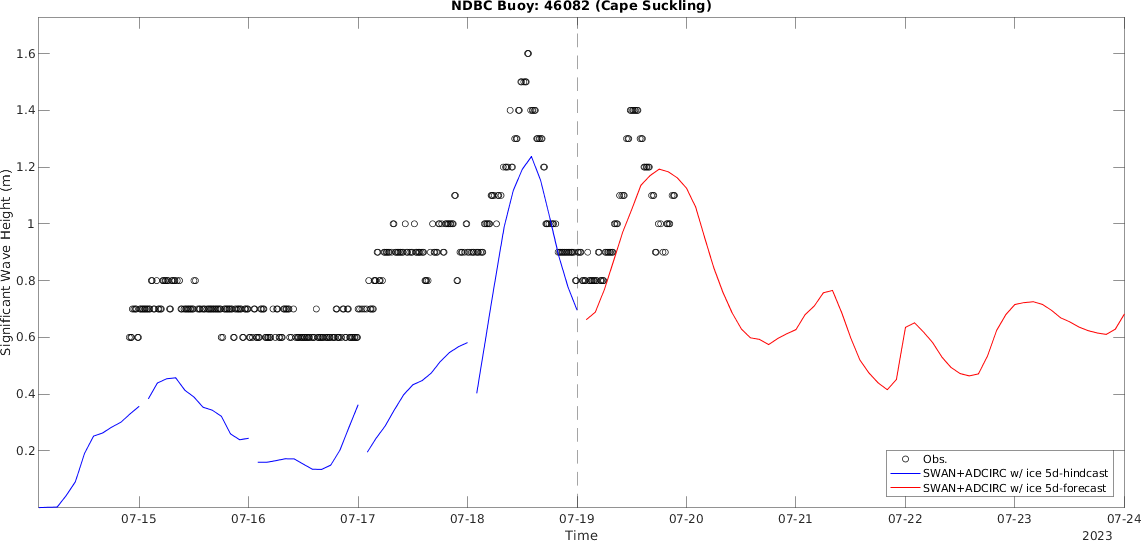 NDBC Buoy: 46082 (Cape Suckling)
1.6
1.4
1.2
1
0.8
0.6
0.4
0.2
Significant Wave Height (m)
Obs.
SWAN+ADCIRC w/ ice 5d-hindcast
SWAN+ADCIRC w/ ice 5d-forecast
07-15 07-16 07-17 07-18 07-19 07-20 07-21 07-22 07-23 07-24
Time
2023